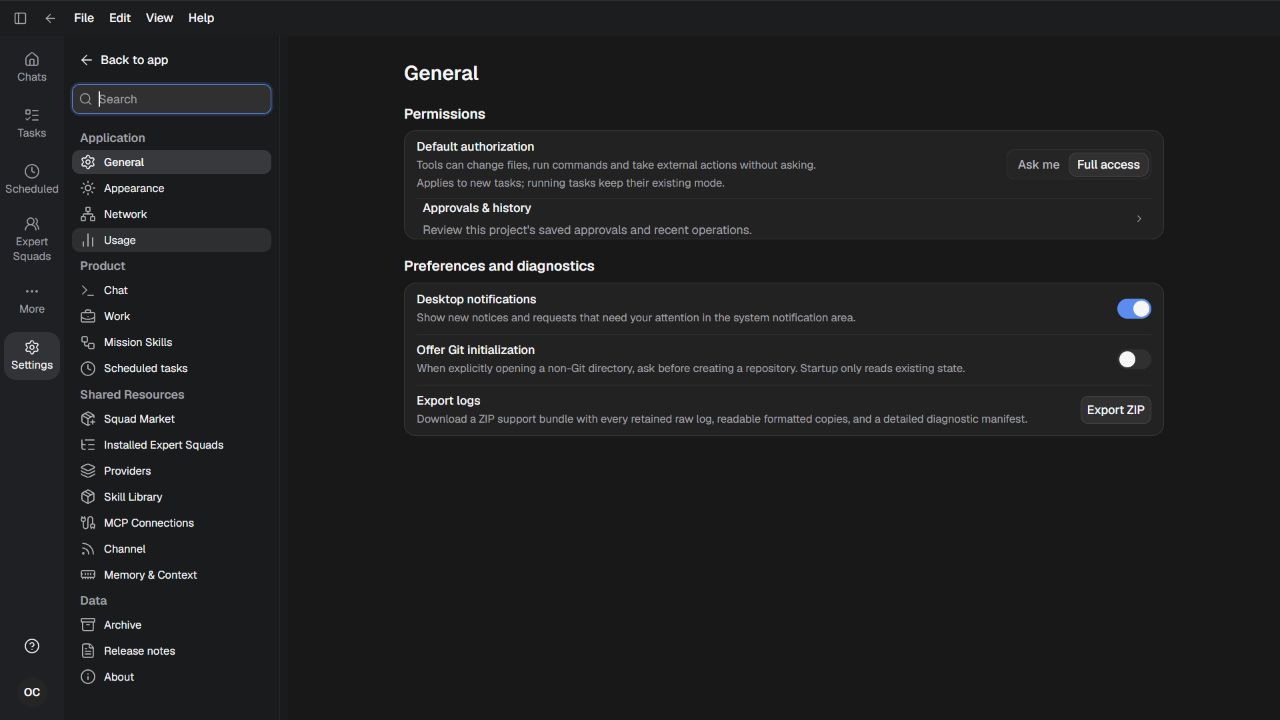 File Edit View Help
Chats
Tasks
Scheduled
Expert
Squads
More
Settings
OC
Back to app
Search
Application
General
Appearance
Network
Usage
Product
Chat
Work
Mission Skills
Scheduled tasks
Shared Resources
Squad Market
Installed Expert Squads
Providers
Skill Library
MCP Connections
Channel
Memory & Context
Data
Archive
Release notes
About
General
Permissions
Default authorization
Tools can change files, run commands and take external actions without asking.
Applies to new tasks; running tasks keep their existing mode.
Ask me Full access
Approvals & history
Review this project's saved approvals and recent operations.
Preferences and diagnostics
Desktop notifications
Show new notices and requests that need your attention in the system notification area.
Offer Git initialization
When explicitly opening a non-Git directory, ask before creating a repository. Startup only reads existing state.
Export logs
Download a ZIP support bundle with every retained raw log, readable formatted copies, and a detailed diagnostic manifest.
Export ZIP